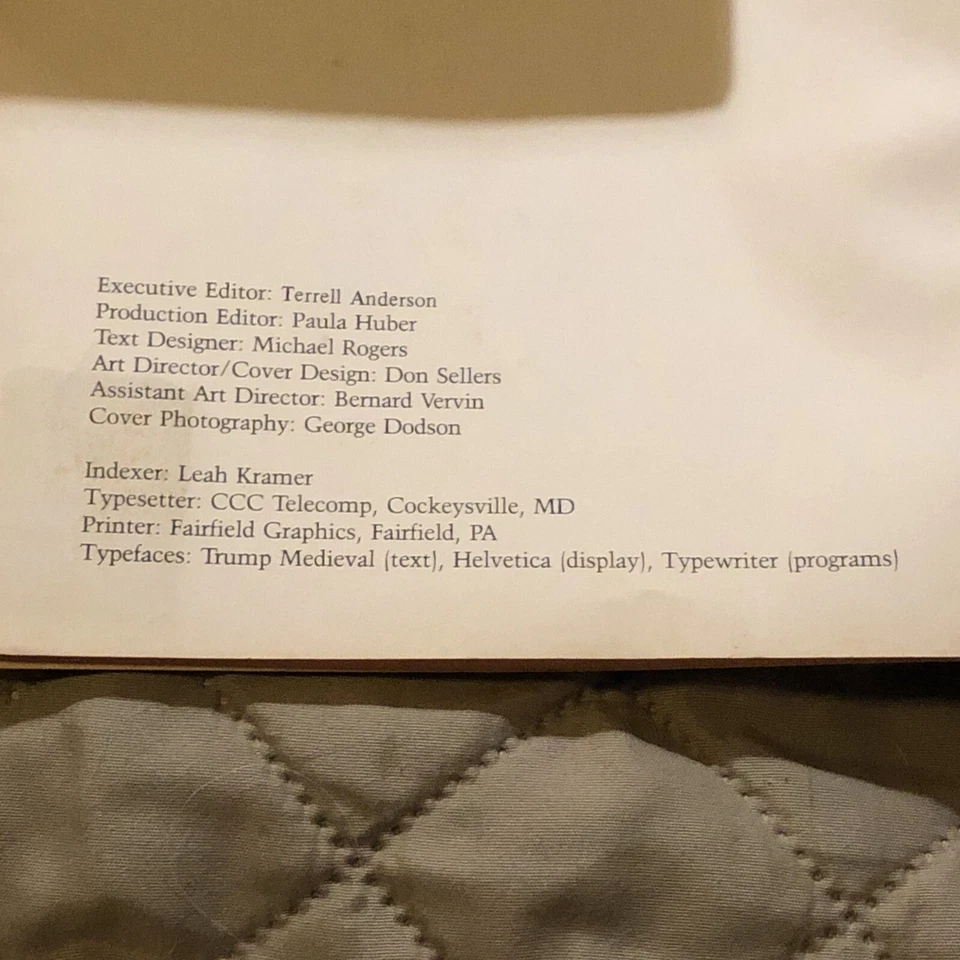 Executive Editor: Terrell Anderson
Production Editor: Paula Huber
Text Designer: Michael Rogers
Art Director/Cover Design: Don Sellers
Assistant Art Director: Bernard Vervin
Cover Photography: George Dodson
Indexer: Leah Kramer
Typesetter: CCC Telecomp, Cockeysville, MD
Printer: Fairfield Graphics, Fairfield, PA
Typefaces: Trump Medieval (text), Helvetica (display), Typewriter (programs)